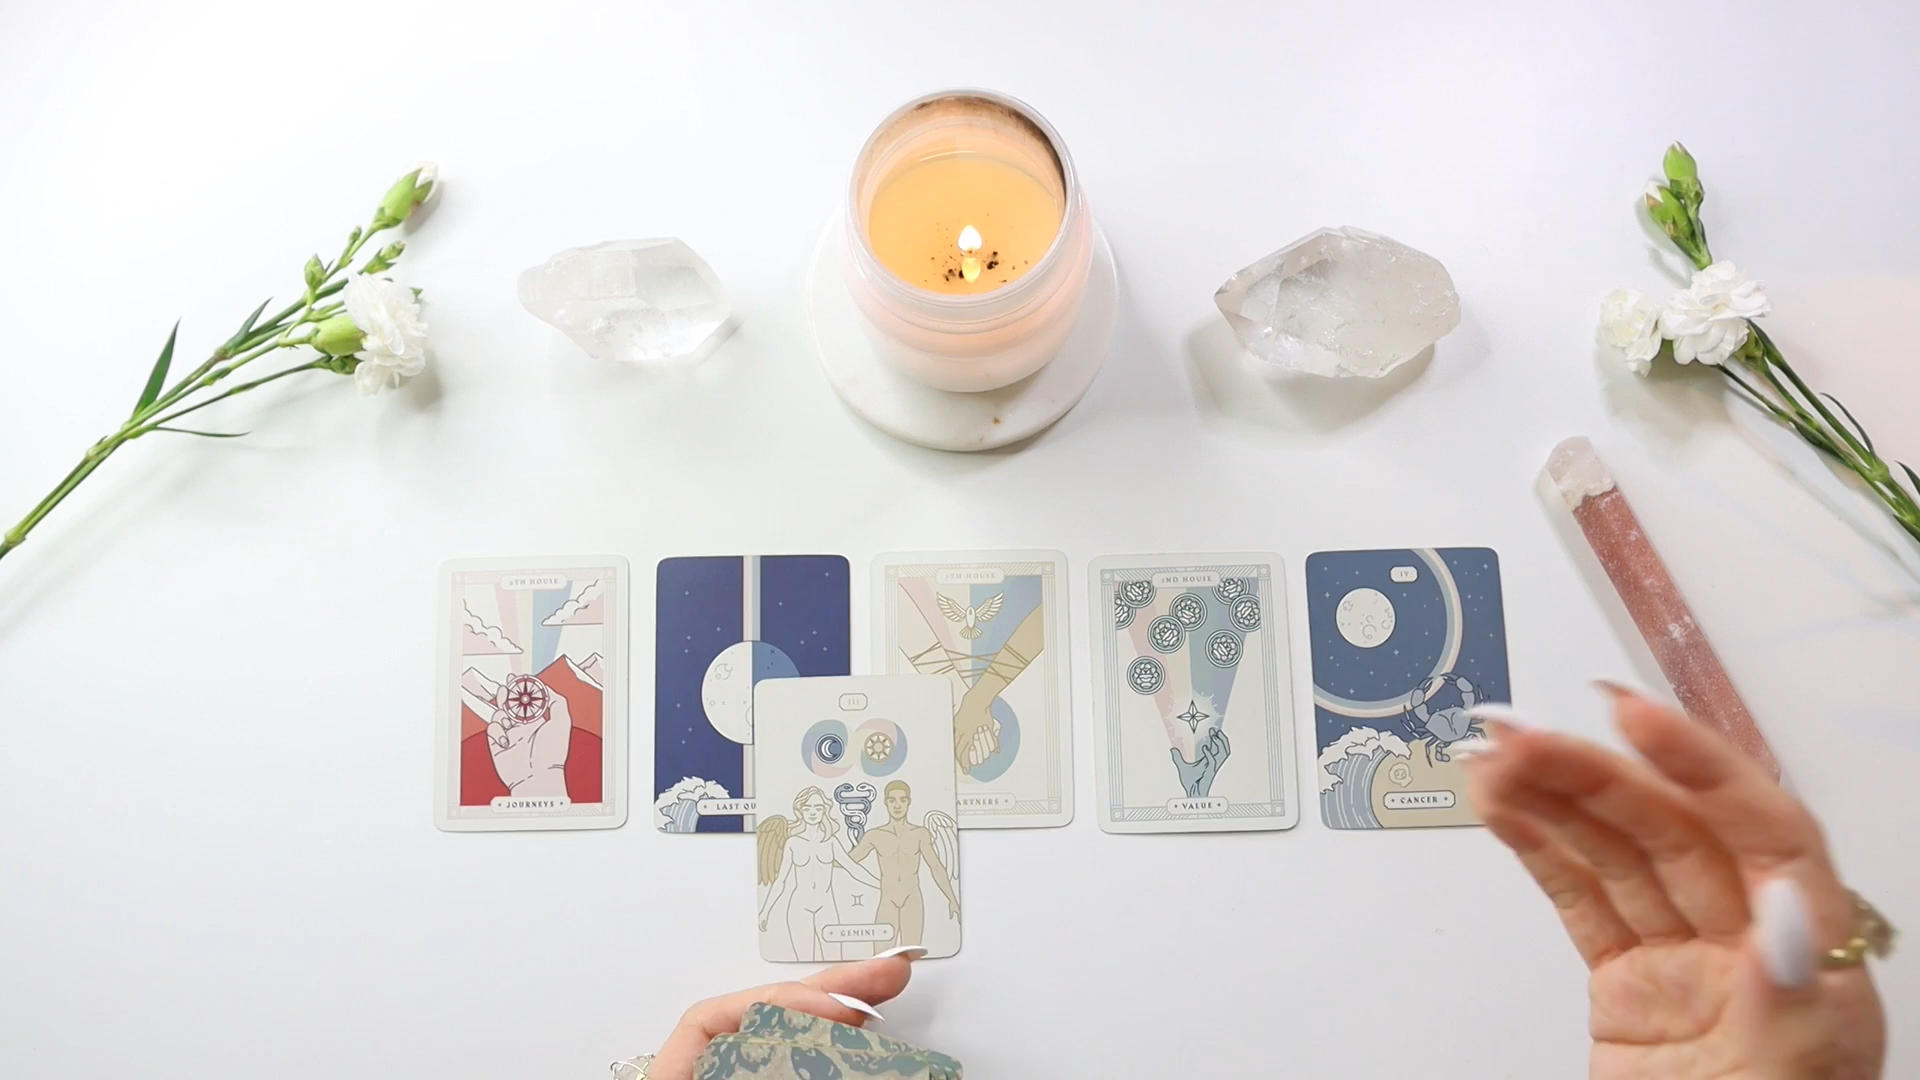 9TH HOUSE
JOURNEYS
LAST QU
7TH HOUSE
ARTNERS
2ND HOUSE
VALUE
IV
CANCER
III
GEMINI